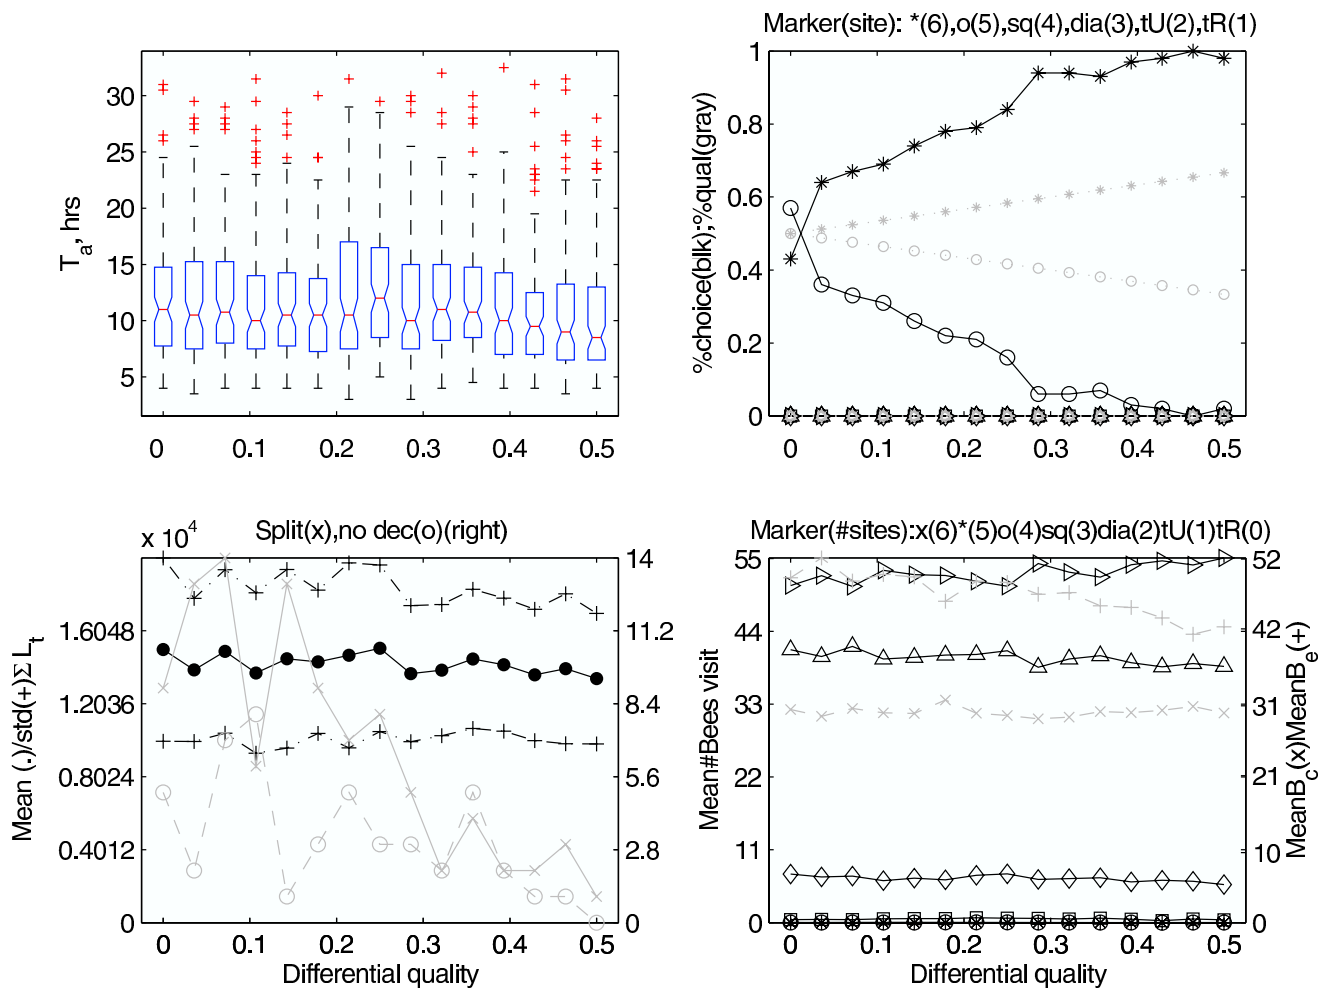 T_a, hrs
30
25
20
15
10
5
0 0.1 0.2 0.3 0.4 0.5
Marker(site): *(6),o(5),sq(4),dia(3),tU(2),tR(1)
%choice(blk);%qual(gray)
1
0.8
0.6
0.4
0.2
0
0 0.1 0.2 0.3 0.4 0.5
x 10^4
Split(x),no dec(o)(right)
Mean (.)/std(+)Σ L_t
1.6048
1.2036
0.8024
0.4012
0
14
11.2
8.4
5.6
2.8
0
0 0.1 0.2 0.3 0.4 0.5
Differential quality
Marker(#sites):x(6)*(5)o(4)sq(3)dia(2)tU(1)tR(0)
Mean#Bees visit
55
44
33
22
11
0
52
42
31
21
10
0
MeanB_c(x)MeanB_e(+)
0 0.1 0.2 0.3 0.4 0.5
Differential quality